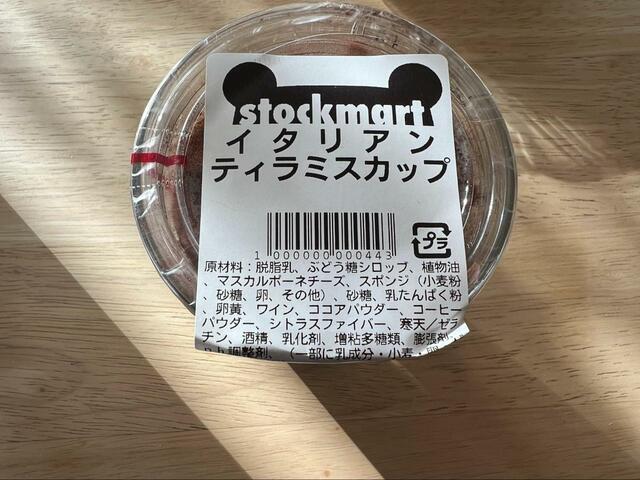 stockmart
イタリアン
ティラミスカップ
1 000000 000443
プラ
原材料：脱脂乳、ぶどう糖シロップ、植物油
マスカルポーネチーズ、スポンジ（小麦粉
、砂糖、卵、その他）、砂糖、乳たんぱく粉
、卵黄、ワイン、ココアパウダー、コーヒー
パウダー、シトラスファイバー、寒天／ゼラ
チン、酒精、乳化剤、増粘多糖類、膨張剤、
pH調整剤、（一部に乳成分・小麦・卵